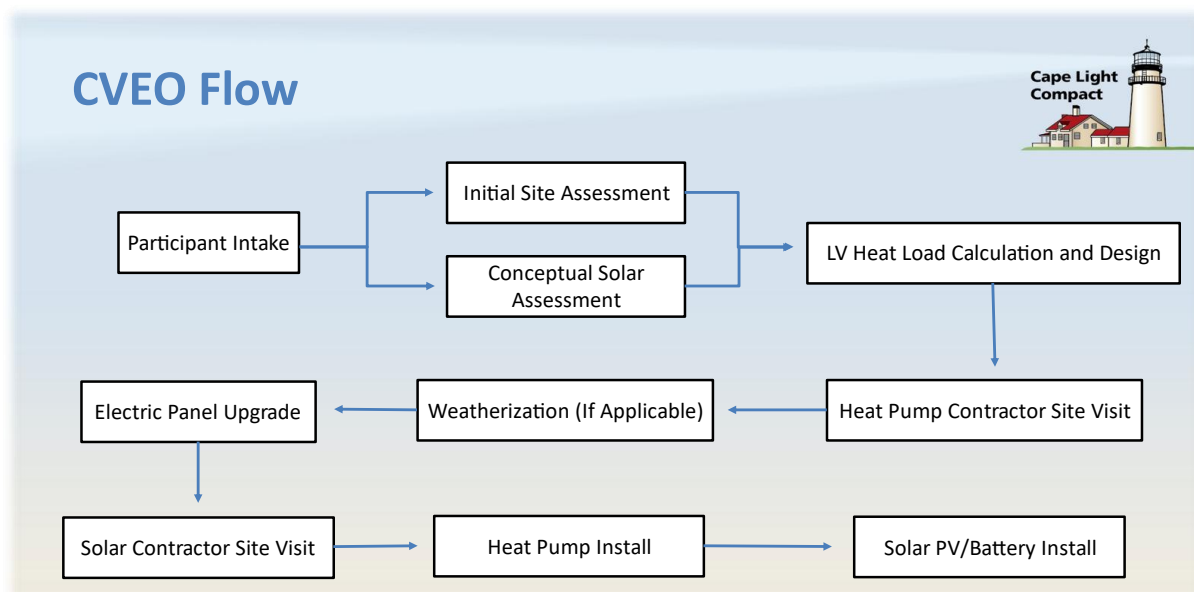 CVEO Flow
Cape Light
Compact
Participant Intake
Initial Site Assessment
Conceptual Solar
Assessment
LV Heat Load Calculation and Design
Heat Pump Contractor Site Visit
Weatherization (If Applicable)
Electric Panel Upgrade
Solar Contractor Site Visit
Heat Pump Install
Solar PV/Battery Install